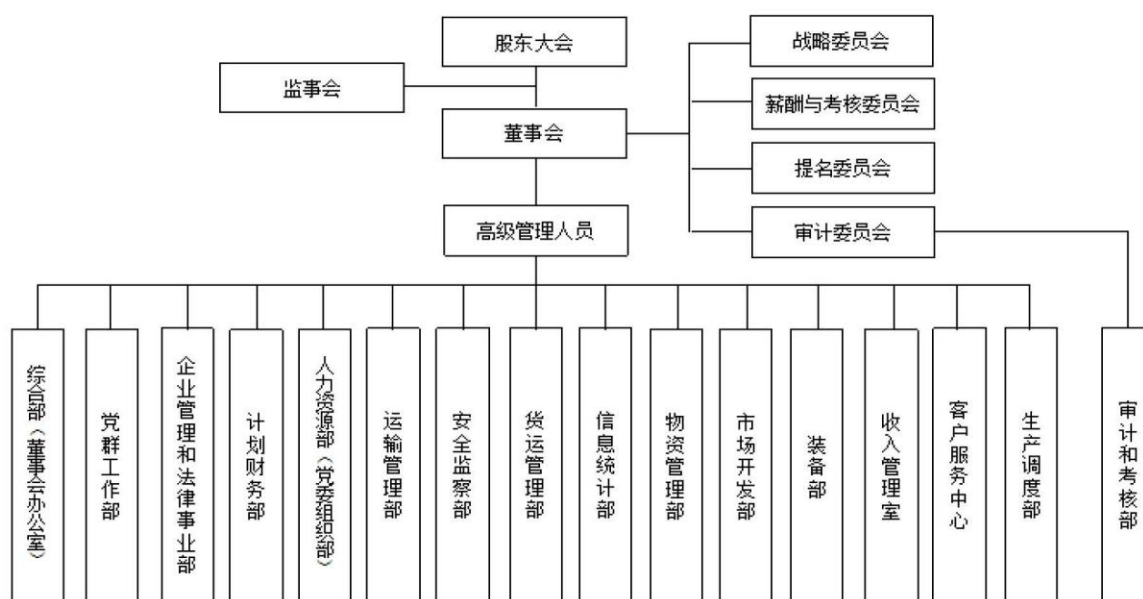 股东大会
战略委员会
监事会
薪酬与考核委员会
董事会
提名委员会
高级管理人员
审计委员会
综合部（董事会办公室）
党群工作部
企业管理和法律事业部
计划财务部
人力资源部（党委组织部）
运输管理部
安全监察部
货运管理部
信息统计部
物资管理部
市场开发部
装备部
收入管理室
客户服务中心
生产调度部
审计和考核部